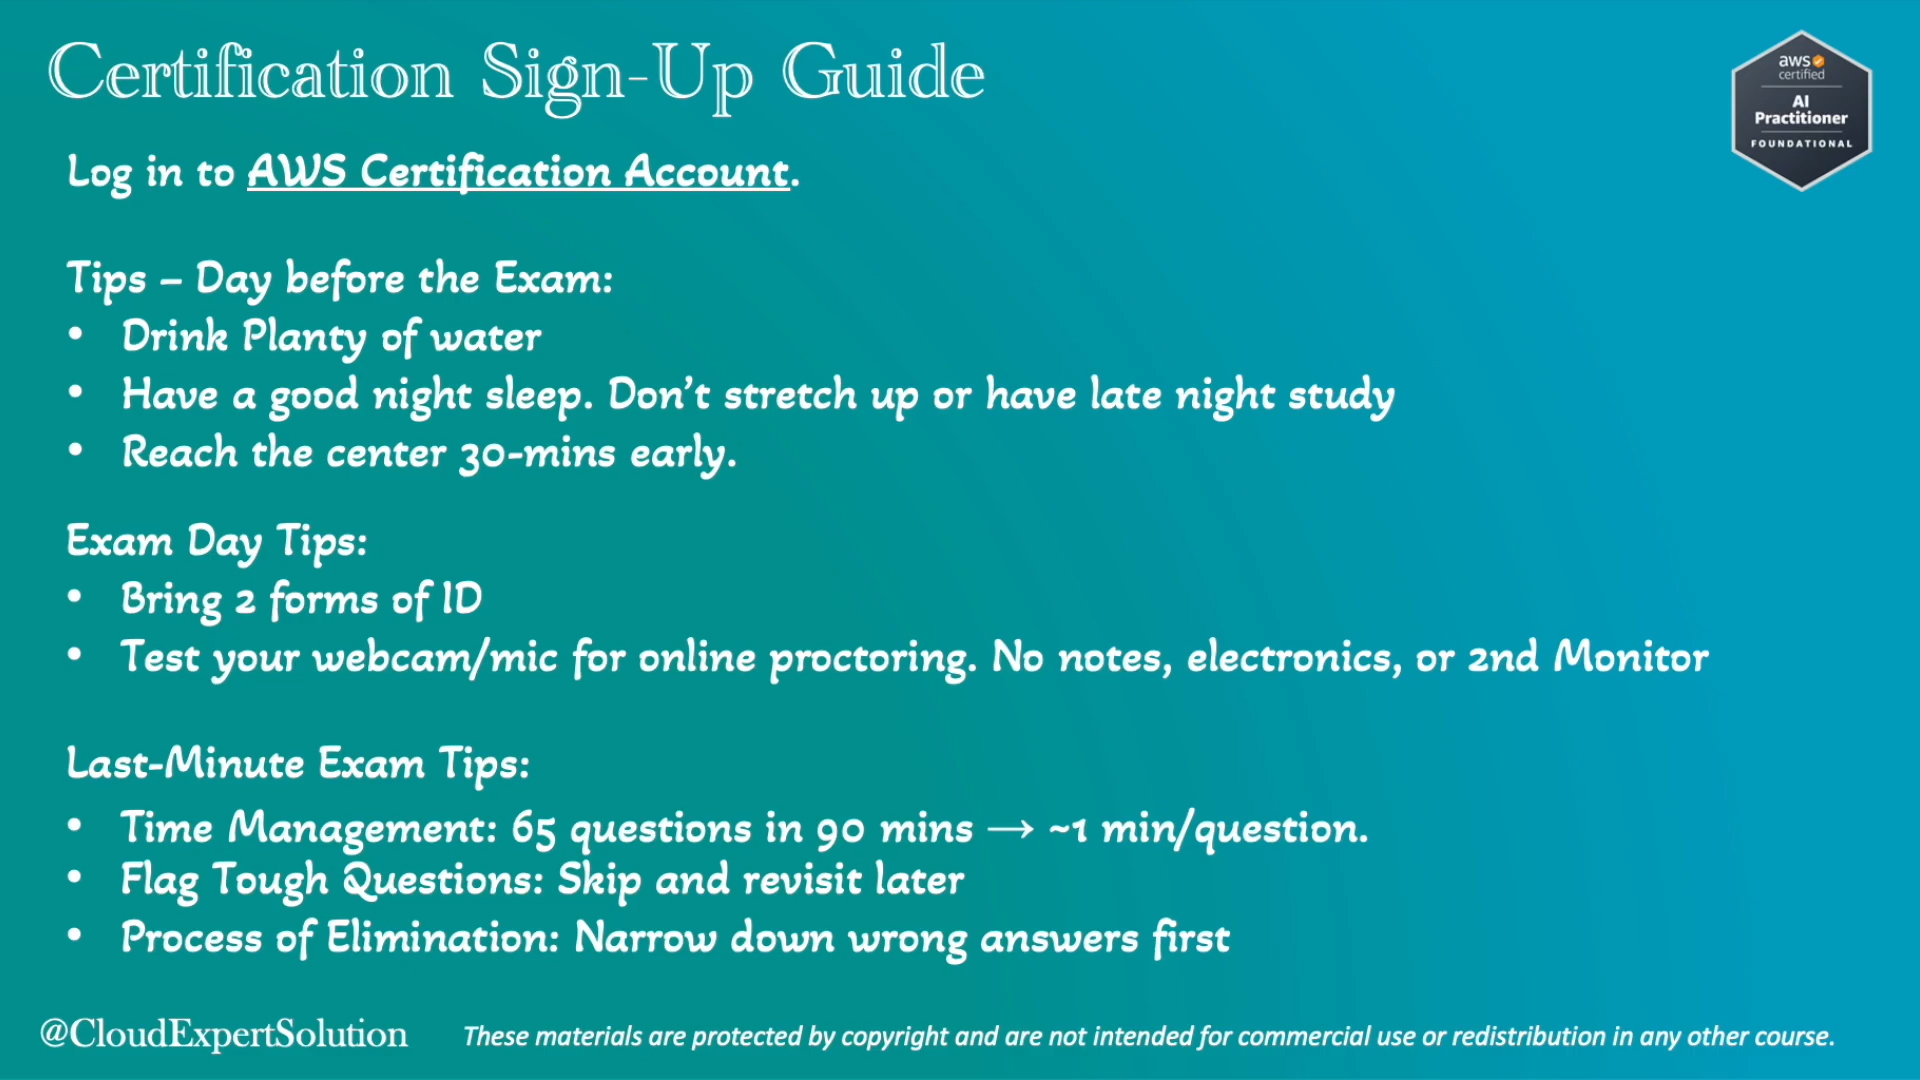 Certification Sign-Up Guide
aws
certified
AI
Practitioner
FOUNDATIONAL
Log in to AWS Certification Account.
Tips – Day before the Exam:
• Drink Planty of water
• Have a good night sleep. Don’t stretch up or have late night study
• Reach the center 30-mins early.
Exam Day Tips:
• Bring 2 forms of ID
• Test your webcam/mic for online proctoring. No notes, electronics, or 2nd Monitor
Last-Minute Exam Tips:
• Time Management: 65 questions in 90 mins → ~1 min/question.
• Flag Tough Questions: Skip and revisit later
• Process of Elimination: Narrow down wrong answers first
@CloudExpertSolution
These materials are protected by copyright and are not intended for commercial use or redistribution in any other course.